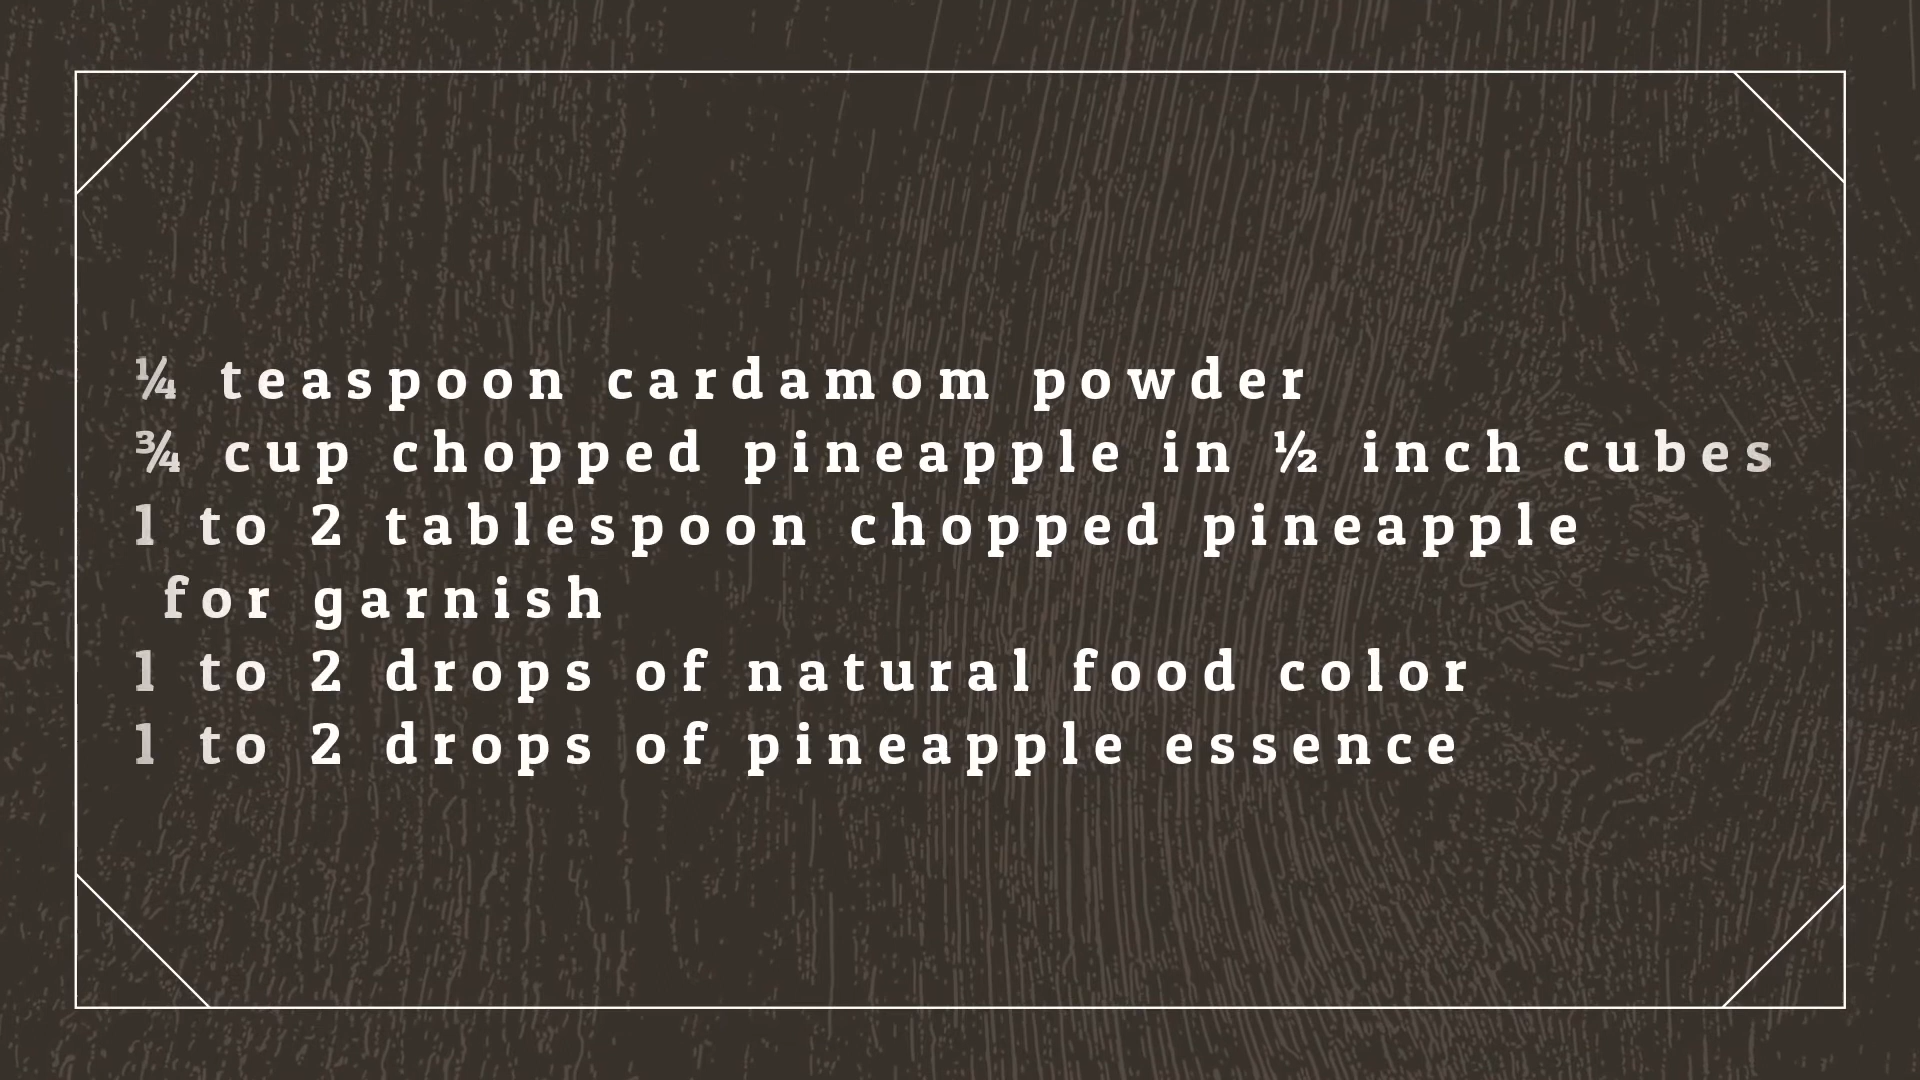 ¼ teaspoon cardamom powder
¾ cup chopped pineapple in ½ inch cubes
1 to 2 tablespoon chopped pineapple
for garnish
1 to 2 drops of natural food color
1 to 2 drops of pineapple essence